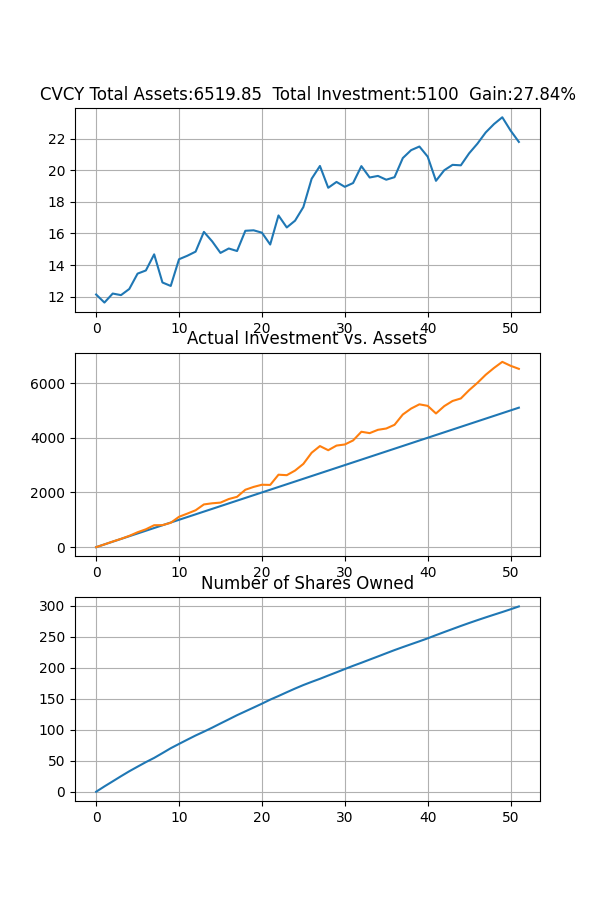 CVCY Total Assets:6519.85  Total Investment:5100  Gain:27.84%
22
20
18
16
14
12
0 10 20 30 40 50
Actual Investment vs. Assets
6000
4000
2000
0
0 10 20 30 40 50
Number of Shares Owned
300
250
200
150
100
50
0
0 10 20 30 40 50